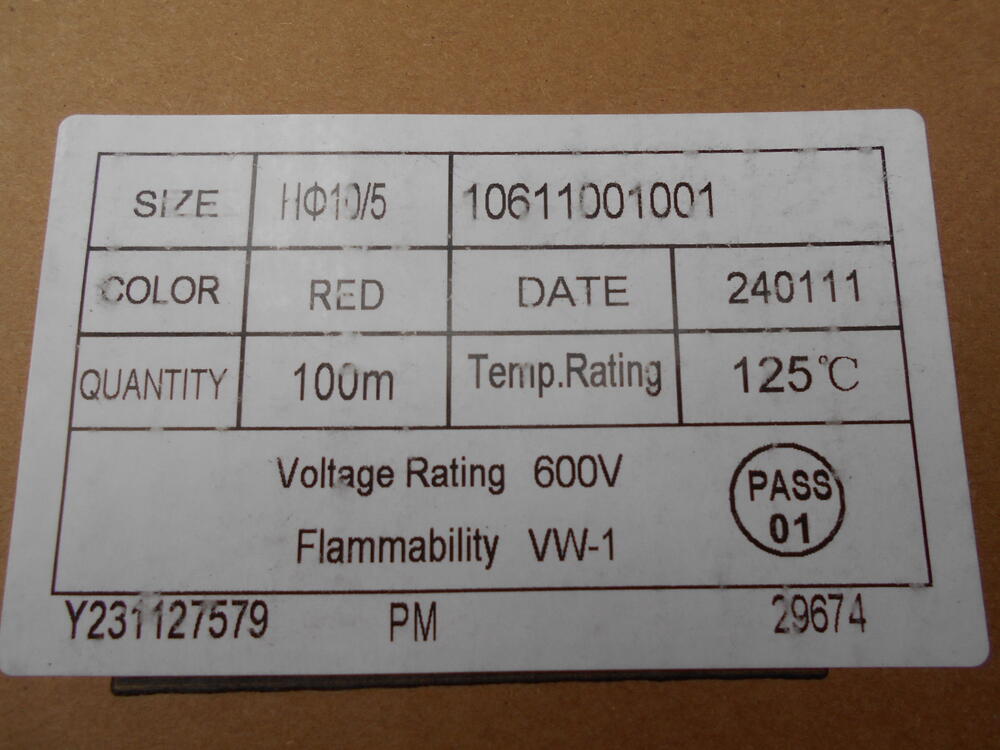 SIZE HΦ10/5 10611001001
COLOR RED DATE 240111
QUANTITY 100m Temp.Rating 125℃
Voltage Rating 600V
Flammability VW-1
PASS
01
Y231127579 PM 29674